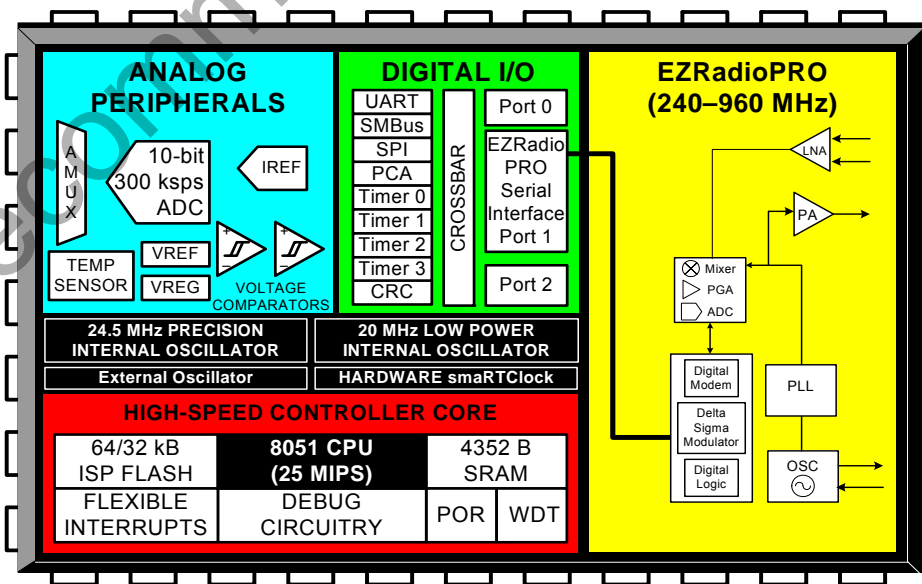 ANALOG
PERIPHERALS
AMUX
10-bit
300 ksps
ADC
IREF
TEMP
SENSOR
VREF
VREG
+
–
+
–
VOLTAGE
COMPARATORS
DIGITAL I/O
UART
SMBus
SPI
PCA
Timer 0
Timer 1
Timer 2
Timer 3
CRC
CROSSBAR
Port 0
EZRadio
PRO
Serial
Interface
Port 1
Port 2
EZRadioPRO
(240–960 MHz)
LNA
PA
Mixer
PGA
ADC
Digital
Modem
Delta
Sigma
Modulator
Digital
Logic
PLL
OSC
24.5 MHz PRECISION
INTERNAL OSCILLATOR
20 MHz LOW POWER
INTERNAL OSCILLATOR
External Oscillator
HARDWARE smaRTClock
HIGH-SPEED CONTROLLER CORE
64/32 kB
ISP FLASH
8051 CPU
(25 MIPS)
4352 B
SRAM
FLEXIBLE
INTERRUPTS
DEBUG
CIRCUITRY
POR
WDT